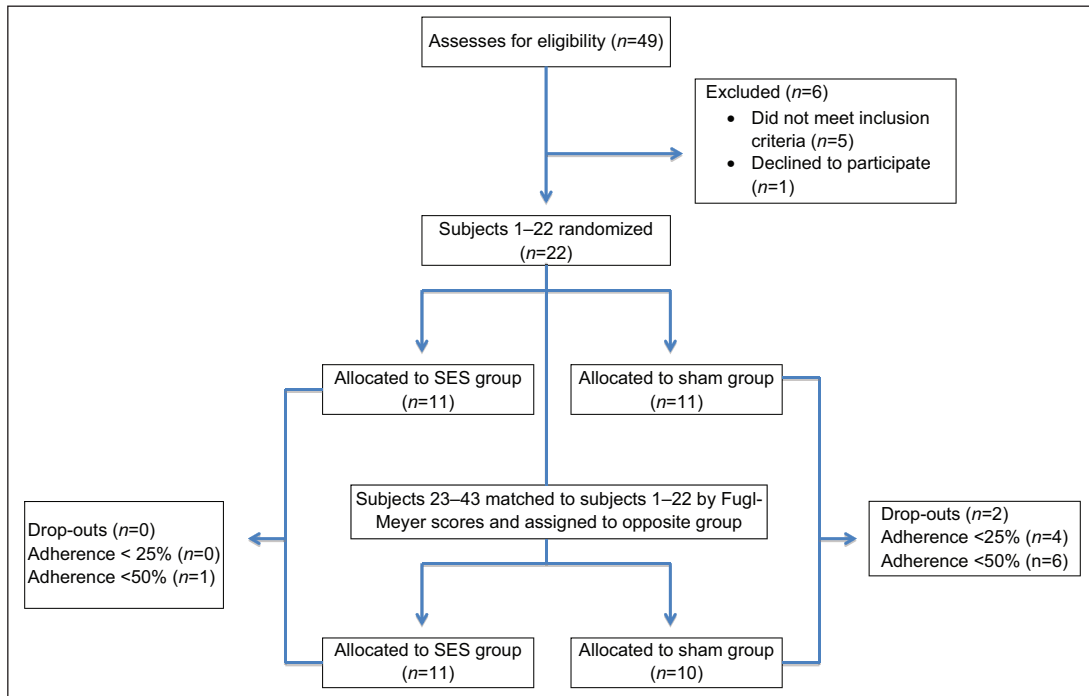 Assesses for eligibility (n=49)
Excluded (n=6)
• Did not meet inclusion
criteria (n=5)
• Declined to participate
(n=1)
Subjects 1–22 randomized
(n=22)
Allocated to SES group
(n=11)
Allocated to sham group
(n=11)
Subjects 23–43 matched to subjects 1–22 by Fugl-
Meyer scores and assigned to opposite group
Drop-outs (n=0)
Adherence < 25% (n=0)
Adherence <50% (n=1)
Drop-outs (n=2)
Adherence <25% (n=4)
Adherence <50% (n=6)
Allocated to SES group
(n=11)
Allocated to sham group
(n=10)